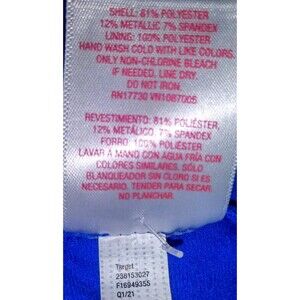 SHELL: 81% POLYESTER
12% METALLIC 7% SPANDEX
LINING: 100% POLYESTER
HAND WASH COLD WITH LIKE COLORS.
ONLY NON-CHLORINE BLEACH
IF NEEDED. LINE DRY.
DO NOT IRON.
RN17730 VN1087005
REVESTIMIENTO: 81% POLIÉSTER,
12% METÁLICO, 7% SPANDEX
FORRO: 100% POLIÉSTER
LAVAR A MANO CON AGUA FRÍA CON
COLORES SIMILARES. SÓLO
BLANQUEADOR SIN CLORO SI ES
NECESARIO. TENDER PARA SECAR.
NO PLANCHAR.
Target
238153027
F16949355
Q1/21